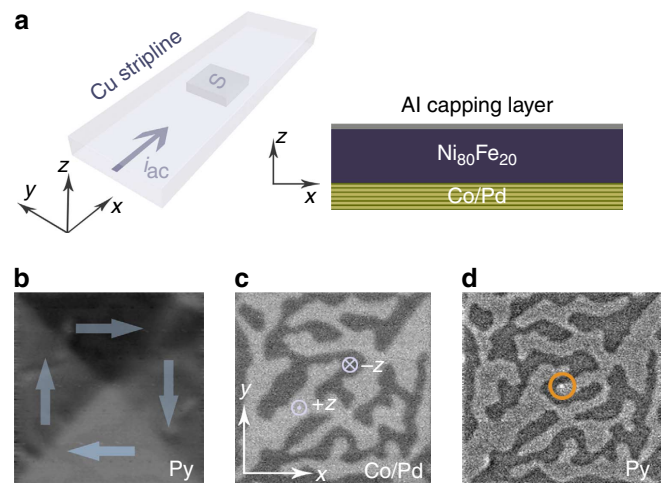 a
Cu stripline
S
i_ac
z
y
x
Al capping layer
z
Ni₈₀Fe₂₀
x
Co/Pd
b
c
d
–z
+z
y
x
Py
Co/Pd
Py